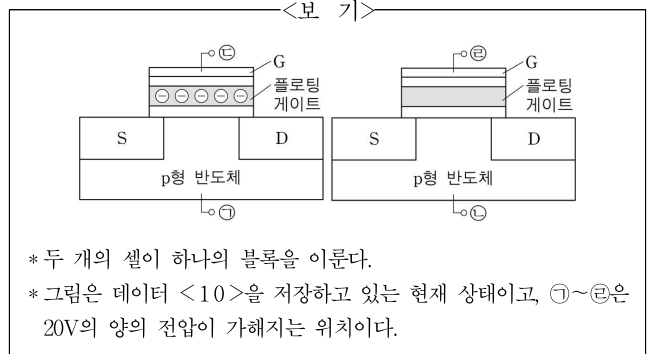 <보 기>
㉢
G
플로팅
게이트
⊖ ⊖ ⊖ ⊖ ⊖
S
D
p형 반도체
㉠
㉣
G
플로팅
게이트
S
D
p형 반도체
㉡
* 두 개의 셀이 하나의 블록을 이룬다.
* 그림은 데이터 <10>을 저장하고 있는 현재 상태이고, ㉠~㉣은
20V의 양의 전압이 가해지는 위치이다.